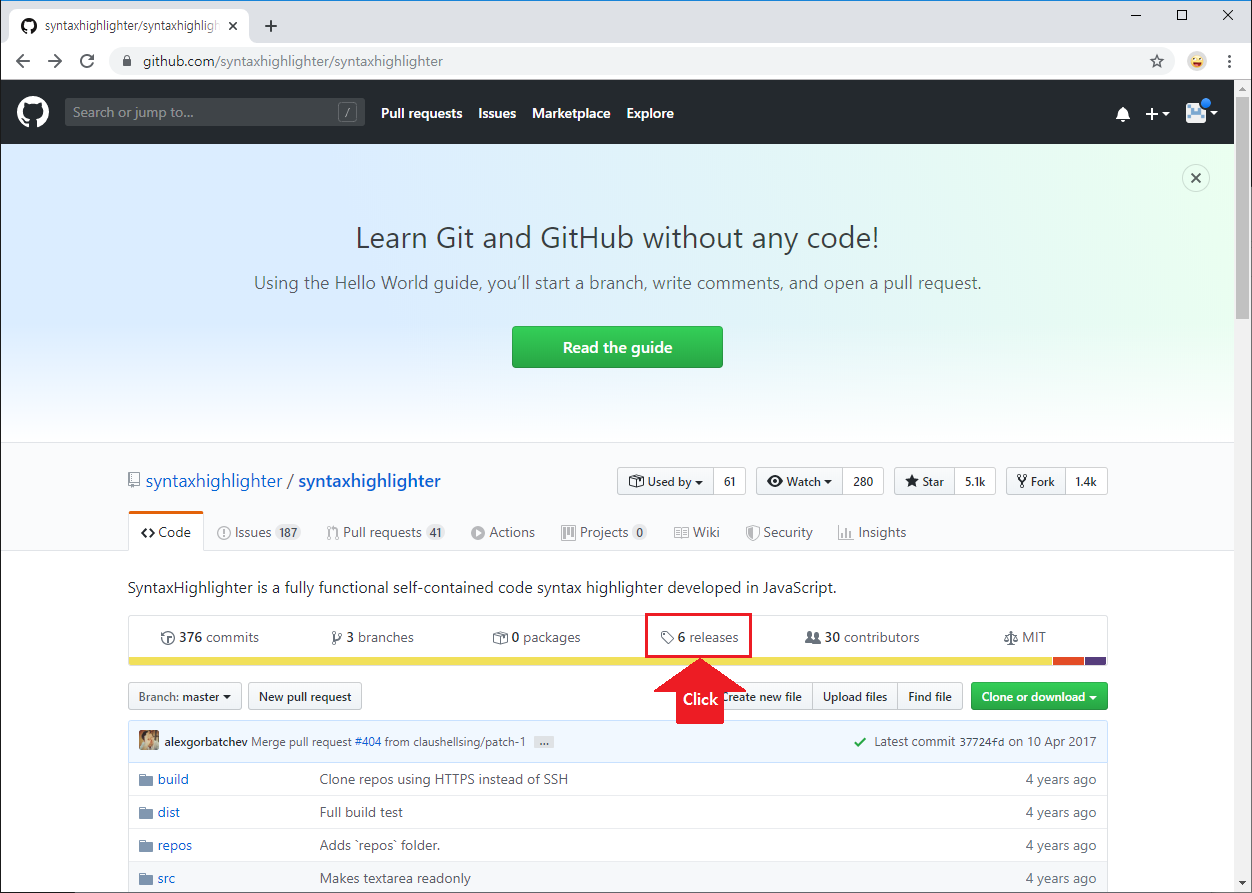 syntaxhighlighter/syntaxhigh
github.com/syntaxhighlighter/syntaxhighlighter
Search or jump to... /
Pull requests Issues Marketplace Explore
Learn Git and GitHub without any code!
Using the Hello World guide, you’ll start a branch, write comments, and open a pull request.
Read the guide
syntaxhighlighter / syntaxhighlighter
Used by 61 Watch 280 Star 5.1k Fork 1.4k
Code Issues 187 Pull requests 41 Actions Projects 0 Wiki Security Insights
SyntaxHighlighter is a fully functional self-contained code syntax highlighter developed in JavaScript.
376 commits 3 branches 0 packages 6 releases 30 contributors MIT
Click
Branch: master New pull request Create new file Upload files Find file Clone or download
alexgorbatchev Merge pull request #404 from claushellsing/patch-1 ... Latest commit 37724fd on 10 Apr 2017
build Clone repos using HTTPS instead of SSH 4 years ago
dist Full build test 4 years ago
repos Adds `repos` folder. 4 years ago
src Makes textarea readonly 4 years ago